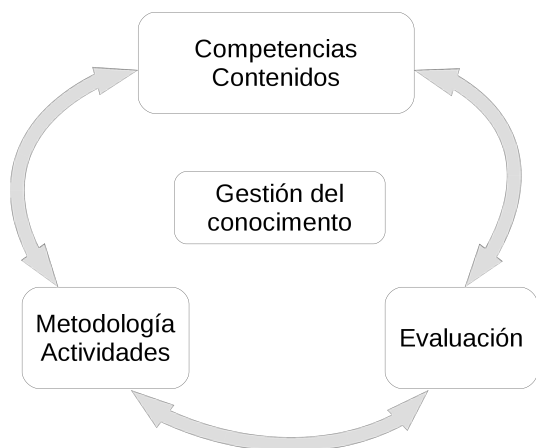 Competencias
Contenidos
Gestión del
conocimento
Metodología
Actividades
Evaluación